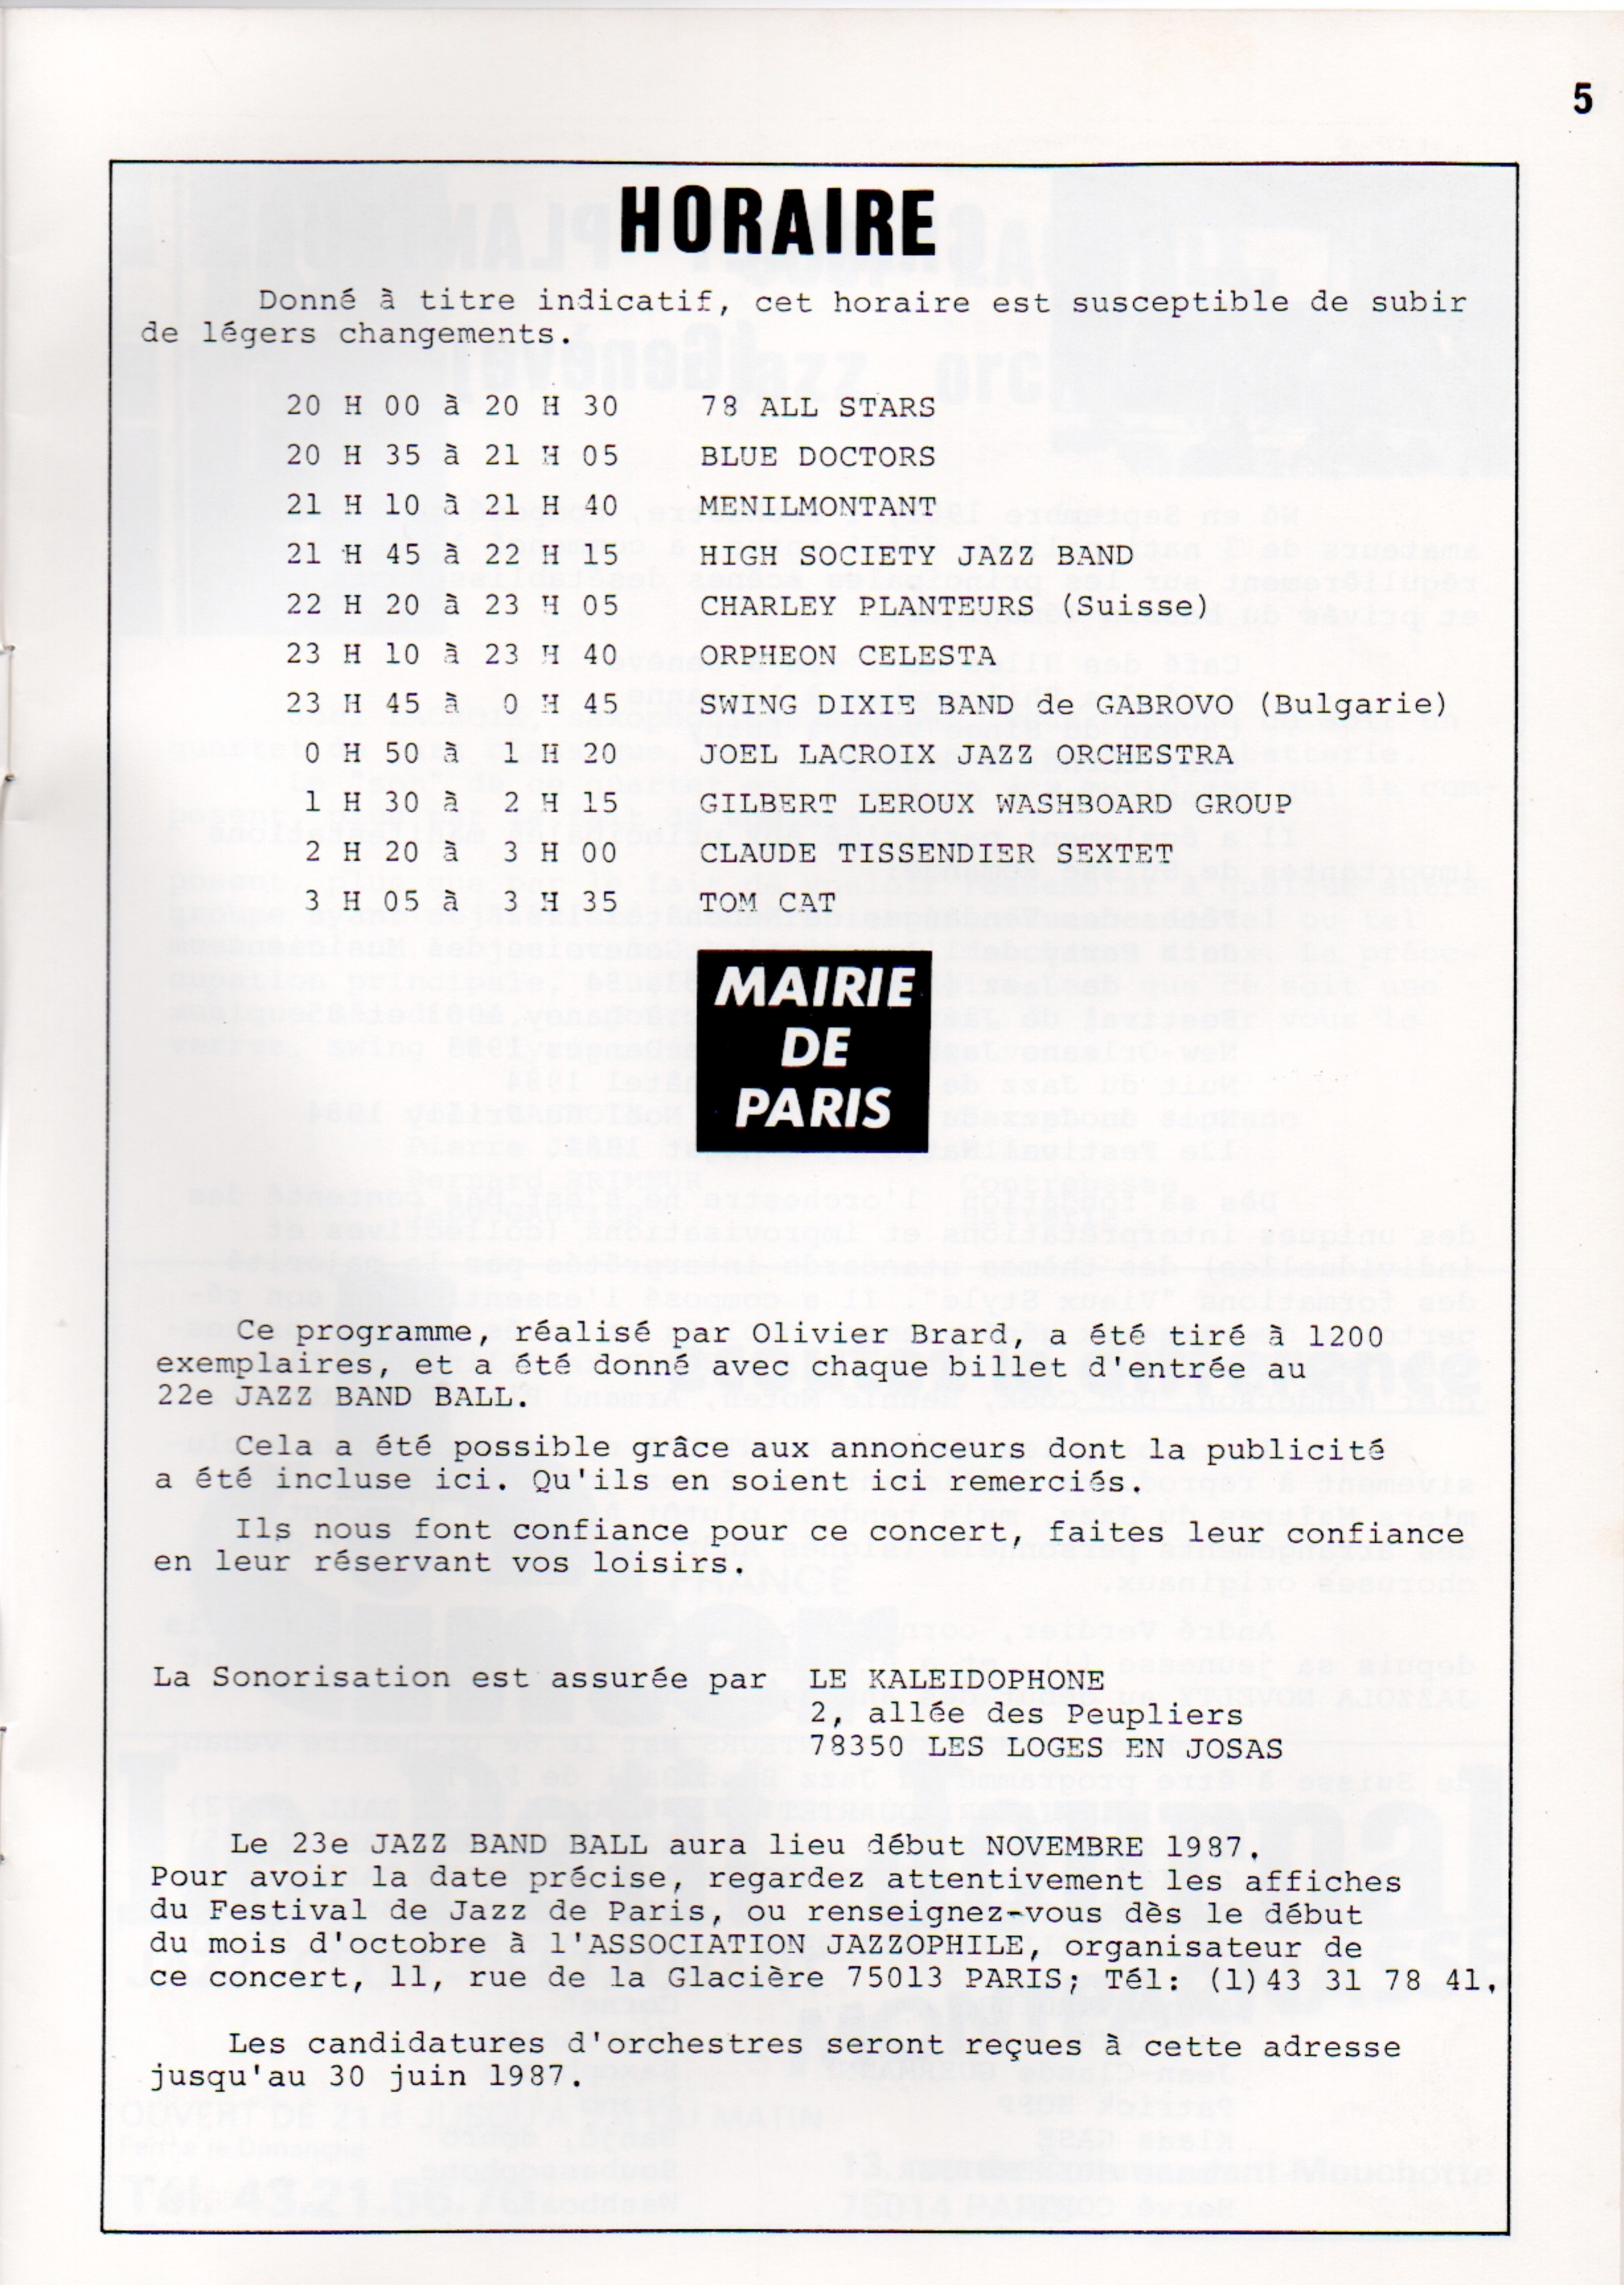 5
HORAIRE
Donné à titre indicatif, cet horaire est susceptible de subir
de légers changements.
20 H 00 à 20 H 30 78 ALL STARS
20 H 35 à 21 H 05 BLUE DOCTORS
21 H 10 à 21 H 40 MENILMONTANT
21 H 45 à 22 H 15 HIGH SOCIETY JAZZ BAND
22 H 20 à 23 H 05 CHARLEY PLANTEURS (Suisse)
23 H 10 à 23 H 40 ORPHEON CELESTA
23 H 45 à 0 H 45 SWING DIXIE BAND de GABROVO (Bulgarie)
0 H 50 à 1 H 20 JOEL LACROIX JAZZ ORCHESTRA
1 H 30 à 2 H 15 GILBERT LEROUX WASHBOARD GROUP
2 H 20 à 3 H 00 CLAUDE TISSENDIER SEXTET
3 H 05 à 3 H 35 TOM CAT
MAIRIE
DE
PARIS
Ce programme, réalisé par Olivier Brard, a été tiré à 1200
exemplaires, et a été donné avec chaque billet d'entrée au
22e JAZZ BAND BALL.
Cela a été possible grâce aux annonceurs dont la publicité
a été incluse ici. Qu'ils en soient ici remerciés.
Ils nous font confiance pour ce concert, faites leur confiance
en leur réservant vos loisirs.
La Sonorisation est assurée par LE KALEIDOPHONE
2, allée des Peupliers
78350 LES LOGES EN JOSAS
Le 23e JAZZ BAND BALL aura lieu début NOVEMBRE 1987.
Pour avoir la date précise, regardez attentivement les affiches
du Festival de Jazz de Paris, ou renseignez-vous dès le début
du mois d'octobre à l'ASSOCIATION JAZZOPHILE, organisateur de
ce concert, 11, rue de la Glacière 75013 PARIS; Tél: (1)43 31 78 41.
Les candidatures d'orchestres seront reçues à cette adresse
jusqu'au 30 juin 1987.